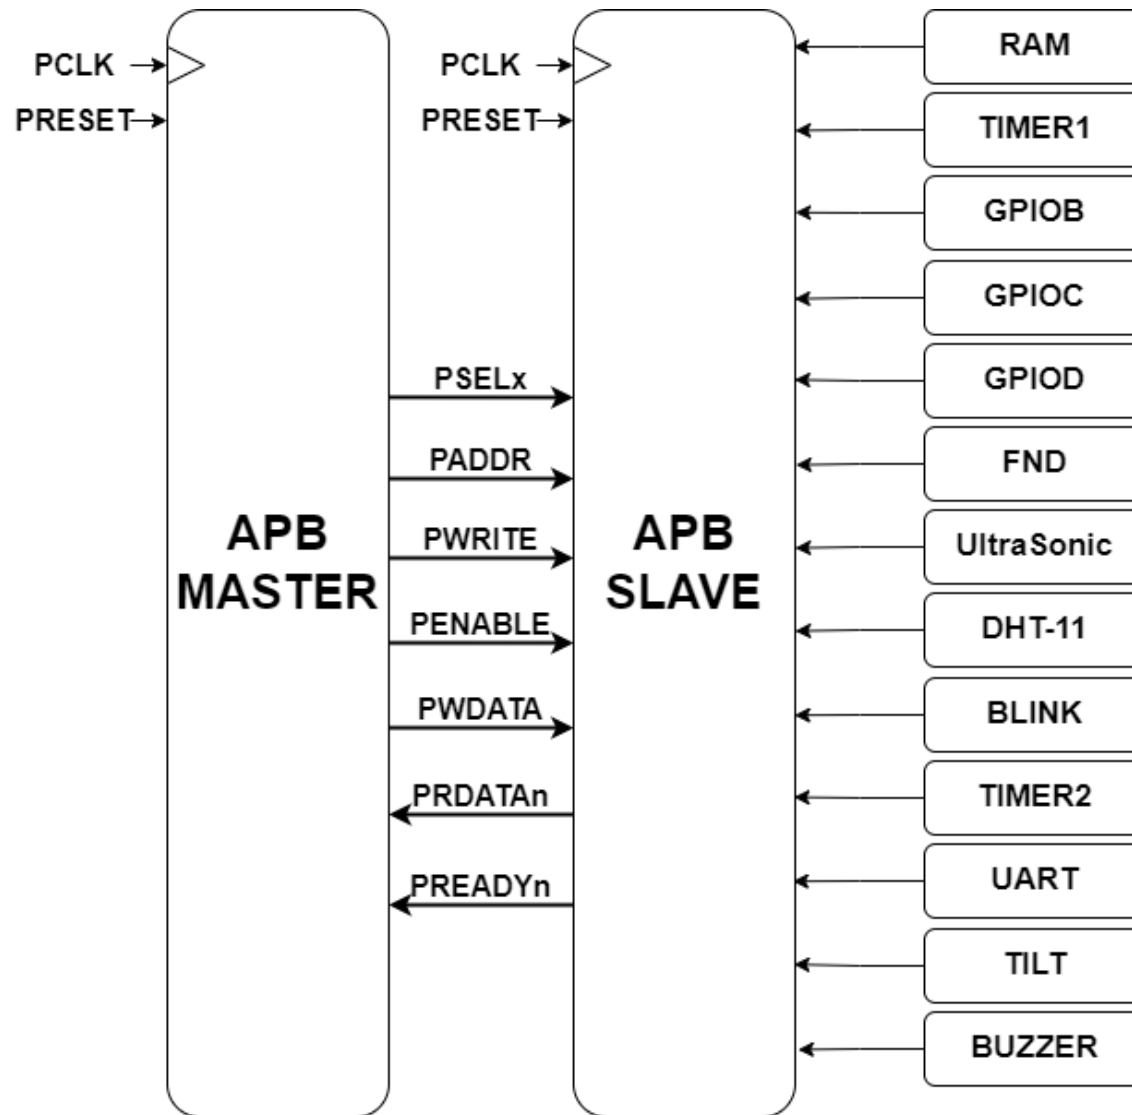 PCLK
PRESET
APB
MASTER
PSELx
PADDR
PWRITE
PENABLE
PWDATA
PRDATAn
PREADYn
PCLK
PRESET
APB
SLAVE
RAM
TIMER1
GPIOB
GPIOC
GPIOD
FND
UltraSonic
DHT-11
BLINK
TIMER2
UART
TILT
BUZZER